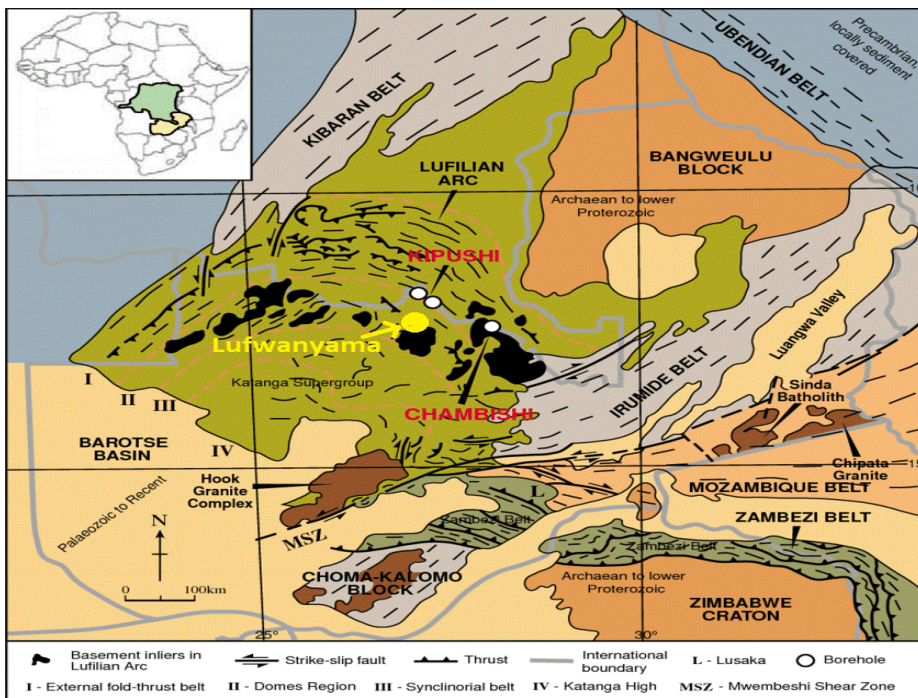 UBENDIAN BELT
Precambrian,
locally sediment
covered
KIBARAN BELT
LUFILIAN
ARC
BANGWEULU
BLOCK
10°
Archaean to lower
Proterozoic
KIPUSHI
Lufwanyama
Luangwa Valley
Katanga Supergroup
IRUMIDE BELT
I
II
III
IV
CHAMBISHI
Sinda
Batholith
BAROTSE
BASIN
Hook
Granite
Complex
Chipata
Granite
15
L
MOZAMBIQUE BELT
Palaeozoic to Recent
N
MSZ
Zambezi Belt
ZAMBEZI BELT
Zambezi Belt
0
100km
CHOMA-KALOMO
BLOCK
Archaean to lower
Proterozoic
ZIMBABWE
CRATON
25°
30°
Basement inliers in
Lufilian Arc
Strike-slip fault
Thrust
International
boundary
L - Lusaka
Borehole
I - External fold-thrust belt
II - Domes Region
III - Synclinorial belt
IV - Katanga High
MSZ - Mwembeshi Shear Zone